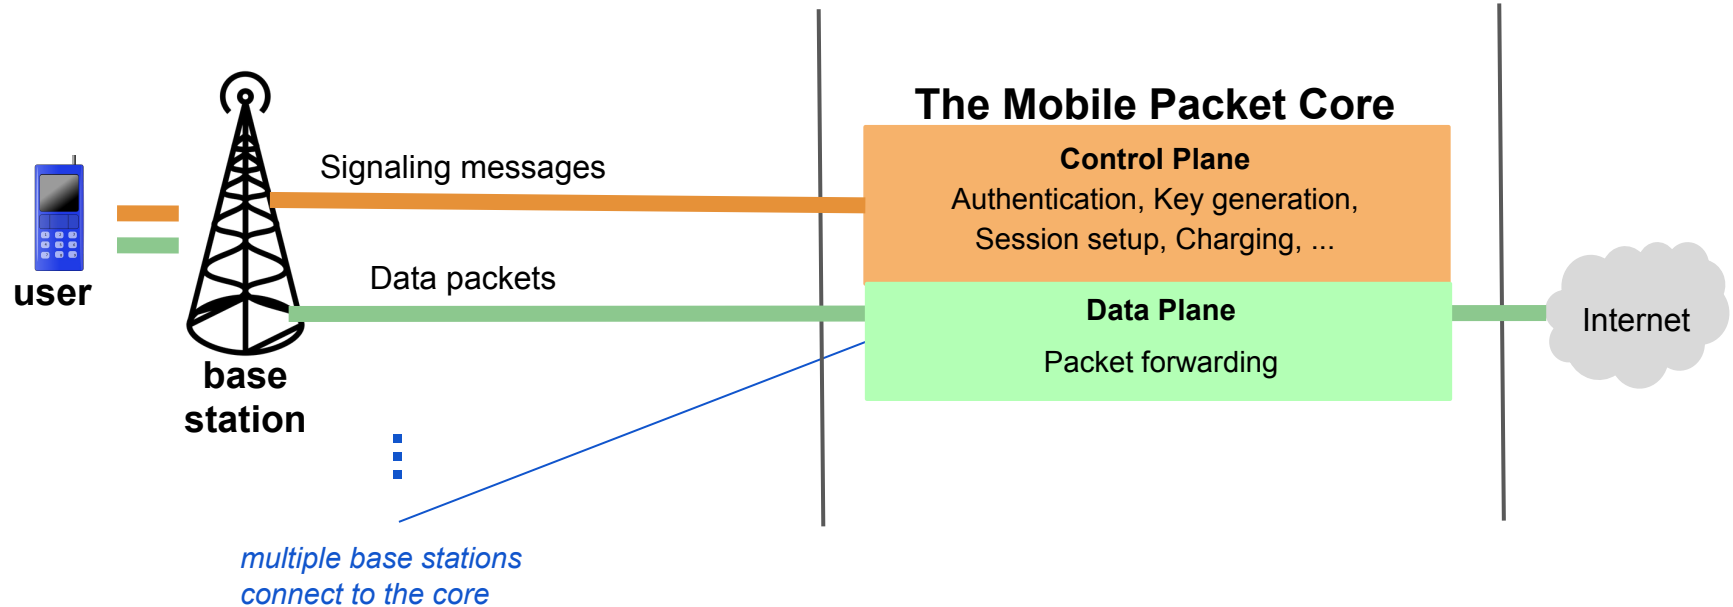 The Mobile Packet Core
Control Plane
Authentication, Key generation,
Session setup, Charging, ...
Signaling messages
Data packets
Data Plane
Packet forwarding
Internet
user
base
station
multiple base stations
connect to the core